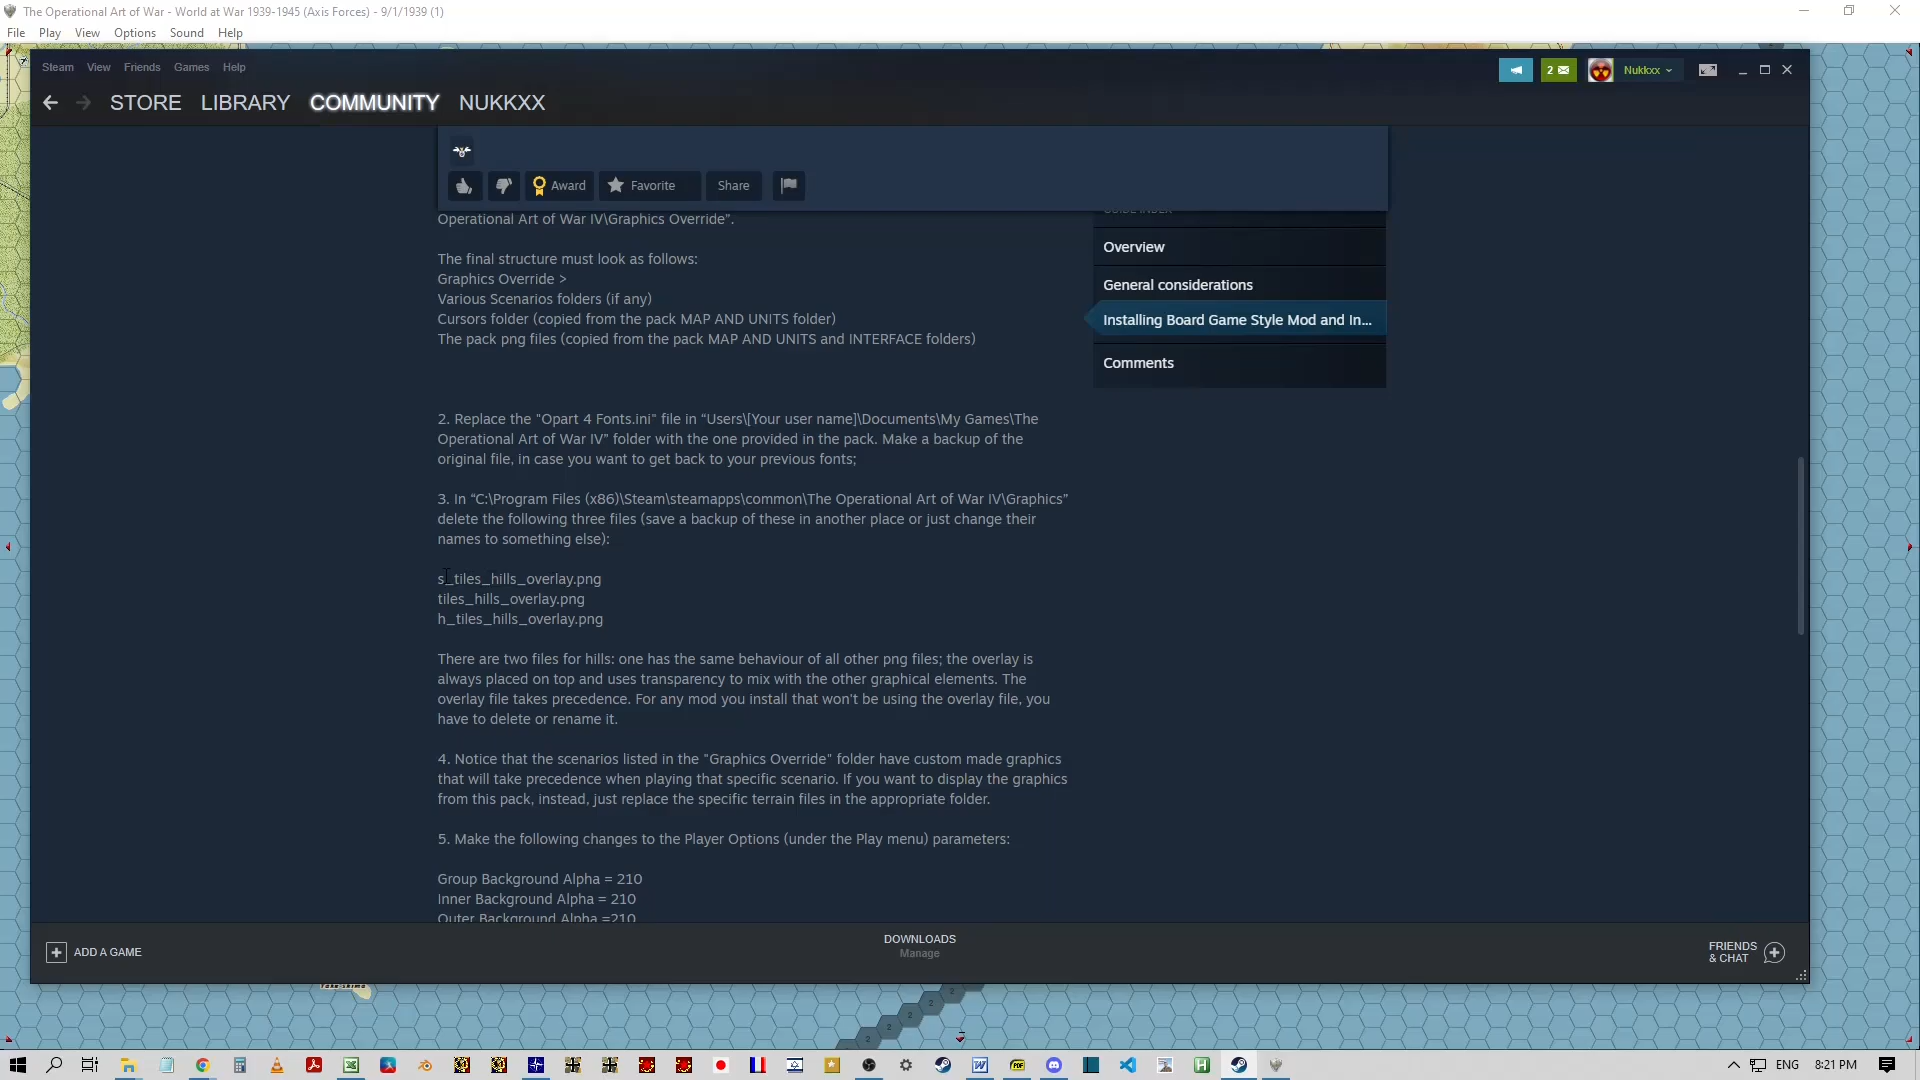 The Operational Art of War - World at War 1939-1945 (Axis Forces) - 9/1/1939 (1)
File Play View Options Sound Help
Steam View Friends Games Help
2
Nukkxx
STORE LIBRARY COMMUNITY NUKKXX
Award Favorite Share
Operational Art of War IV\Graphics Override”.
The final structure must look as follows:
Graphics Override >
Various Scenarios folders (if any)
Cursors folder (copied from the pack MAP AND UNITS folder)
The pack png files (copied from the pack MAP AND UNITS and INTERFACE folders)
2. Replace the "Opart 4 Fonts.ini" file in “Users\[Your user name]\Documents\My Games\The
Operational Art of War IV” folder with the one provided in the pack. Make a backup of the
original file, in case you want to get back to your previous fonts;
3. In “C:\Program Files (x86)\Steam\steamapps\common\The Operational Art of War IV\Graphics”
delete the following three files (save a backup of these in another place or just change their
names to something else):
s_tiles_hills_overlay.png
tiles_hills_overlay.png
h_tiles_hills_overlay.png
There are two files for hills: one has the same behaviour of all other png files; the overlay is
always placed on top and uses transparency to mix with the other graphical elements. The
overlay file takes precedence. For any mod you install that won't be using the overlay file, you
have to delete or rename it.
4. Notice that the scenarios listed in the "Graphics Override" folder have custom made graphics
that will take precedence when playing that specific scenario. If you want to display the graphics
from this pack, instead, just replace the specific terrain files in the appropriate folder.
5. Make the following changes to the Player Options (under the Play menu) parameters:
Group Background Alpha = 210
Inner Background Alpha = 210
Outer Background Alpha =210
GUIDE INDEX
Overview
General considerations
Installing Board Game Style Mod and In...
Comments
ADD A GAME
DOWNLOADS
Manage
FRIENDS
& CHAT
2
2
2
2
2
ENG 8:21 PM